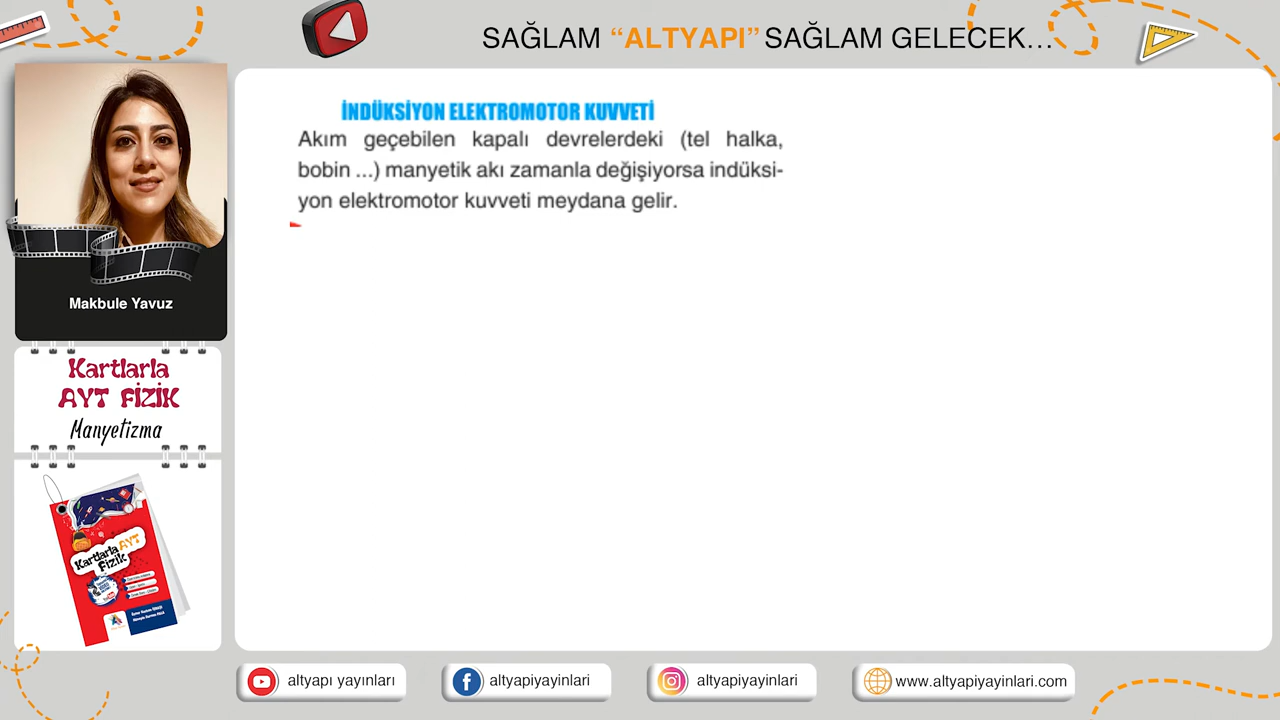 SAĞLAM “ALTYAPI” SAĞLAM GELECEK...
İNDÜKSİYON ELEKTROMOTOR KUVVETİ
Akım geçebilen kapalı devrelerdeki (tel halka,
bobin ...) manyetik akı zamanla değişiyorsa indüksi-
yon elektromotor kuvveti meydana gelir.
Makbule Yavuz
Kartlarla
AYT FİZİK
Manyetizma
Kartlarla AYT
Fizik
altyapı yayınları
altyapiyayinlari
altyapiyayinlari
www.altyapiyayinlari.com